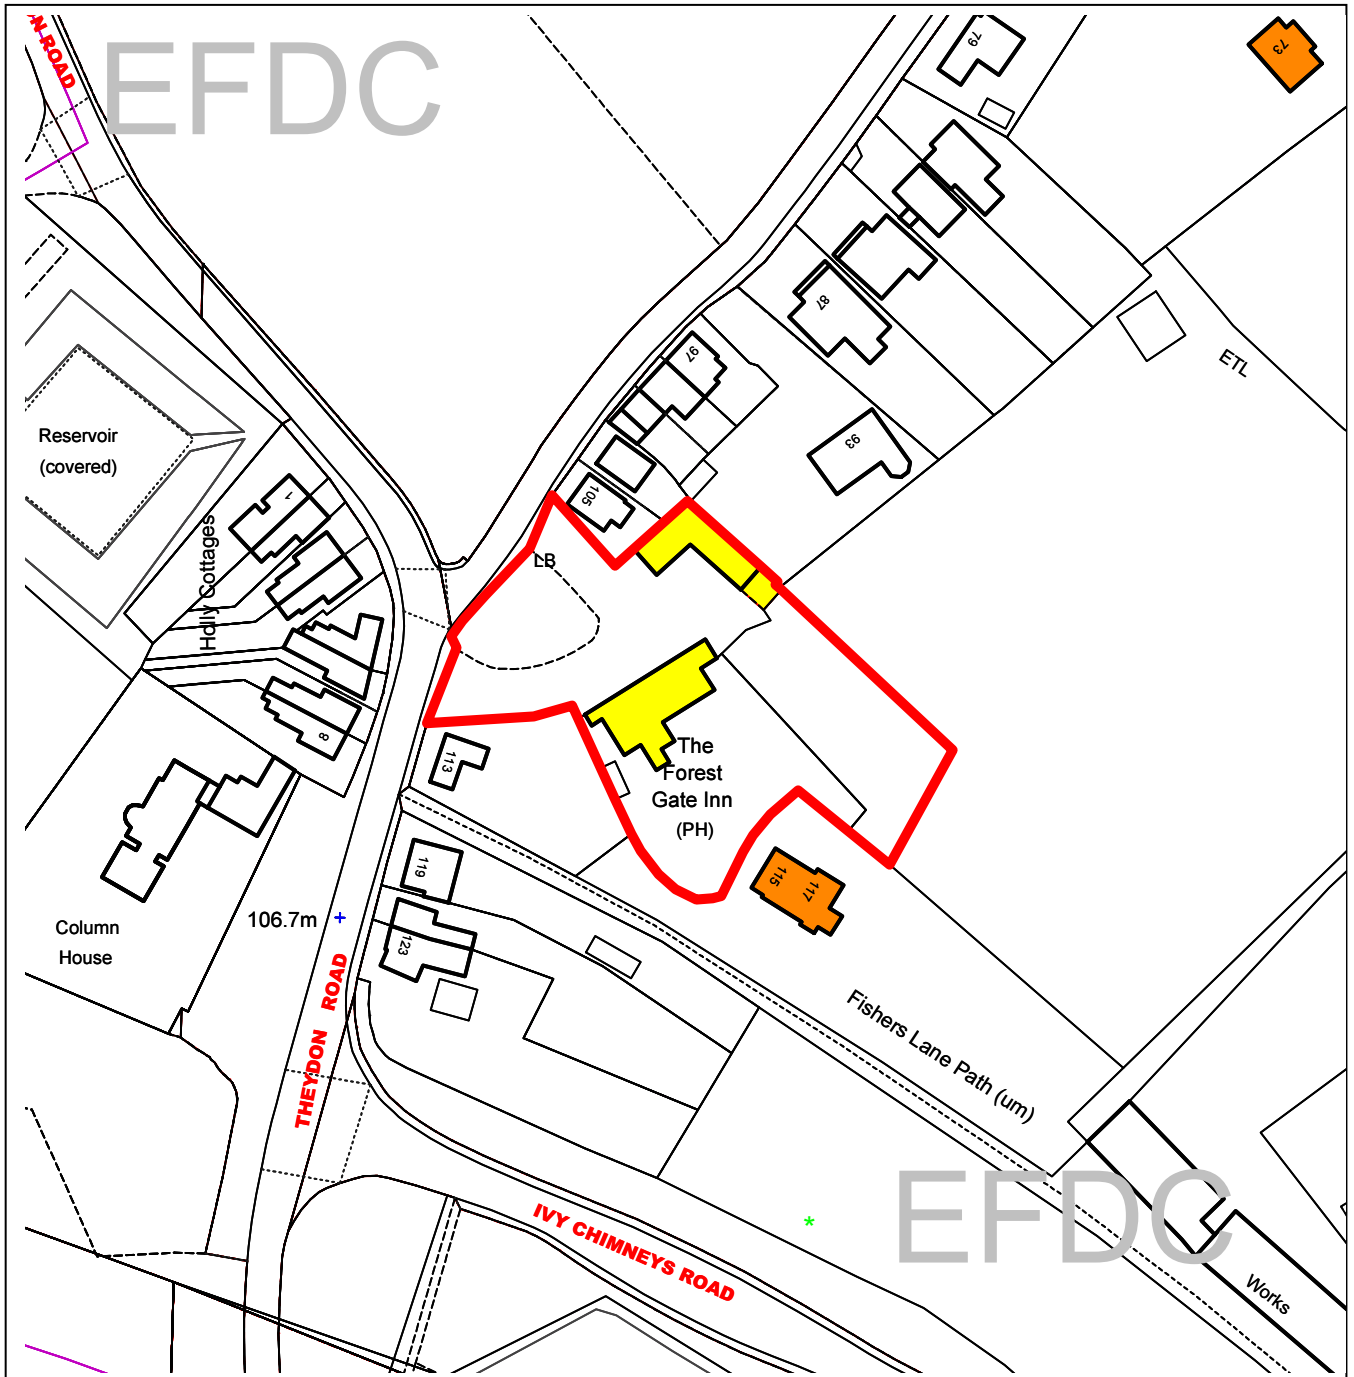 N ROAD
EFDC
79
73
ETL
97
87
93
Reservoir
(covered)
1
Holly Cottages
8
105
LB
The
Forest
Gate Inn
(PH)
113
115
117
119
123
106.7m
Column
House
THEYDON ROAD
Fishers Lane Path (um)
IVY CHIMNEYS ROAD
EFDC
Works